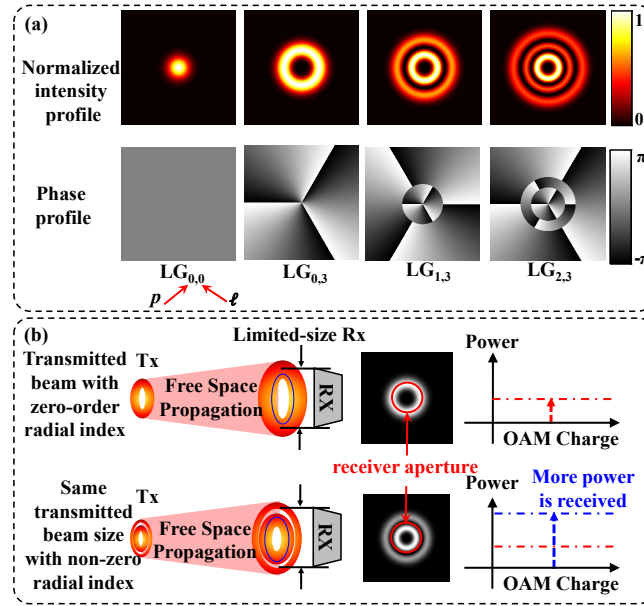 (a)
Normalized
intensity
profile
1
0
Phase
profile
π
-π
LG0,0
LG0,3
LG1,3
LG2,3
p
ℓ
(b)
Limited-size Rx
Transmitted
beam with
zero-order
radial index
Tx
Free Space
Propagation
RX
Power
OAM Charge
receiver aperture
Same
transmitted
beam size
with non-zero
radial index
Tx
Free Space
Propagation
RX
Power
More power
is received
OAM Charge